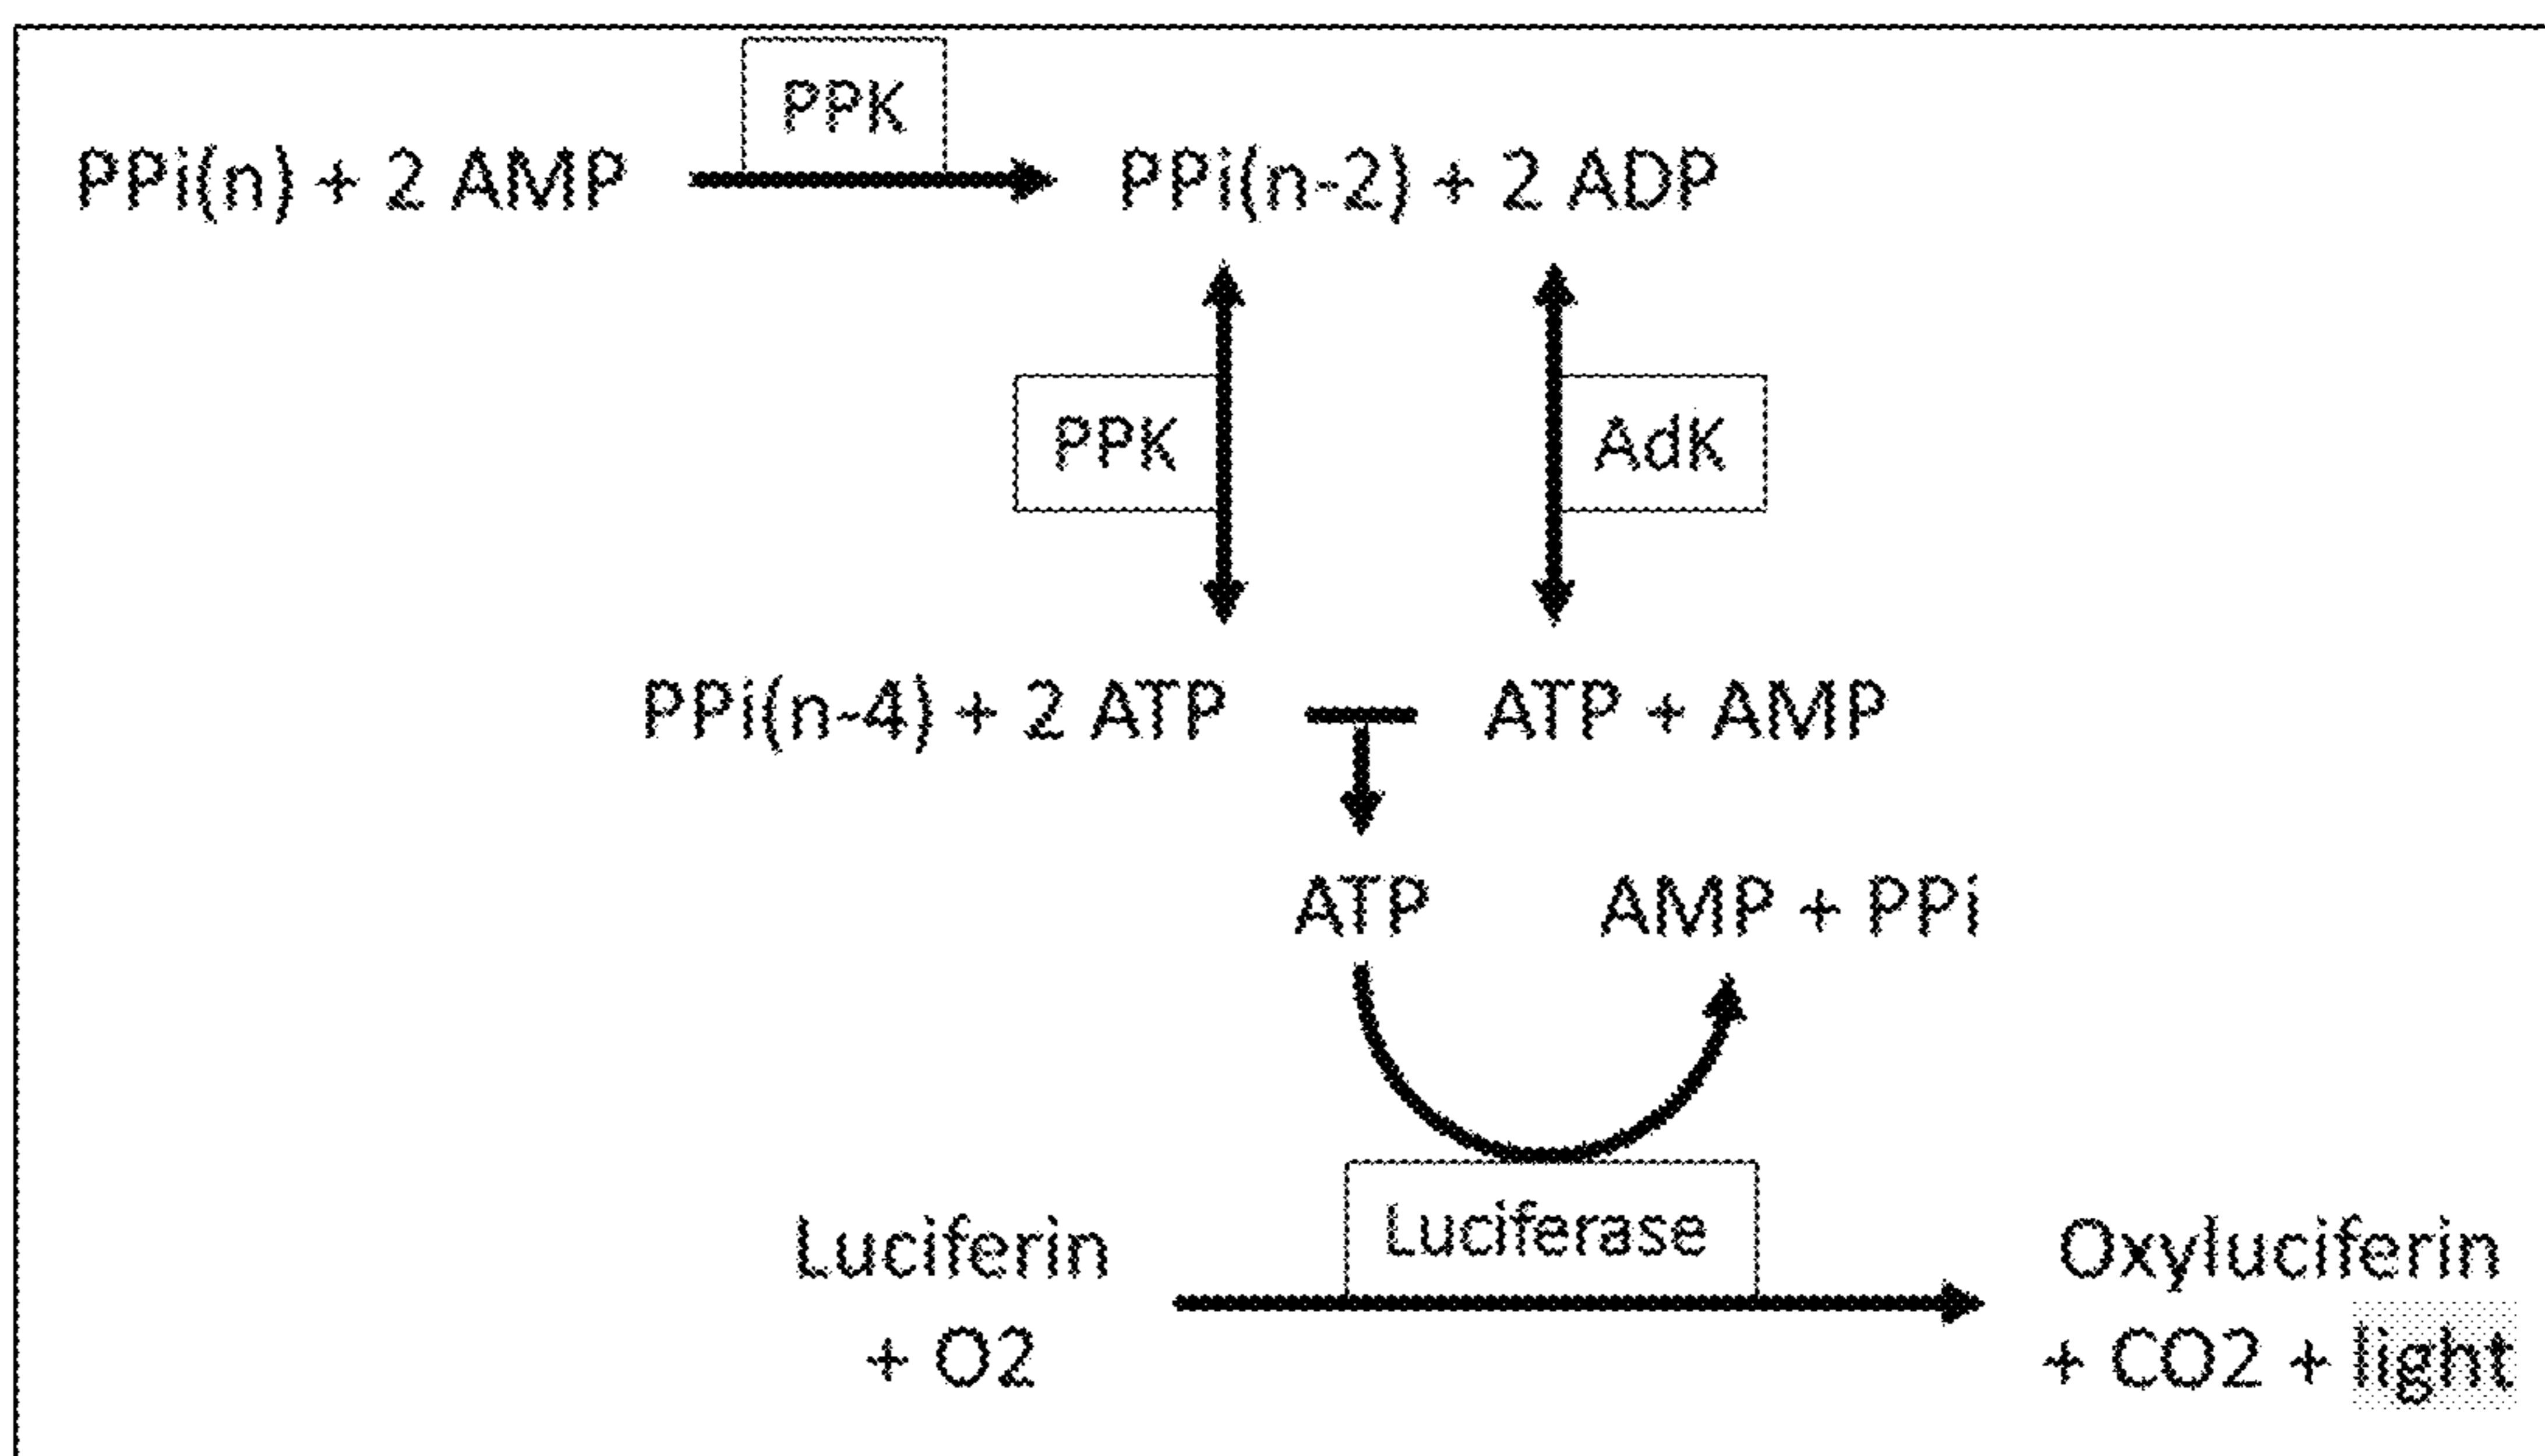 PPK
PPi(n) + 2 AMP
PPi(n-2) + 2 ADP
PPK
AdK
PPi(n-4) + 2 ATP
ATP + AMP
ATP
AMP + PPi
Luciferase
Luciferin
+ O2
Oxyluciferin
+ CO2 + light